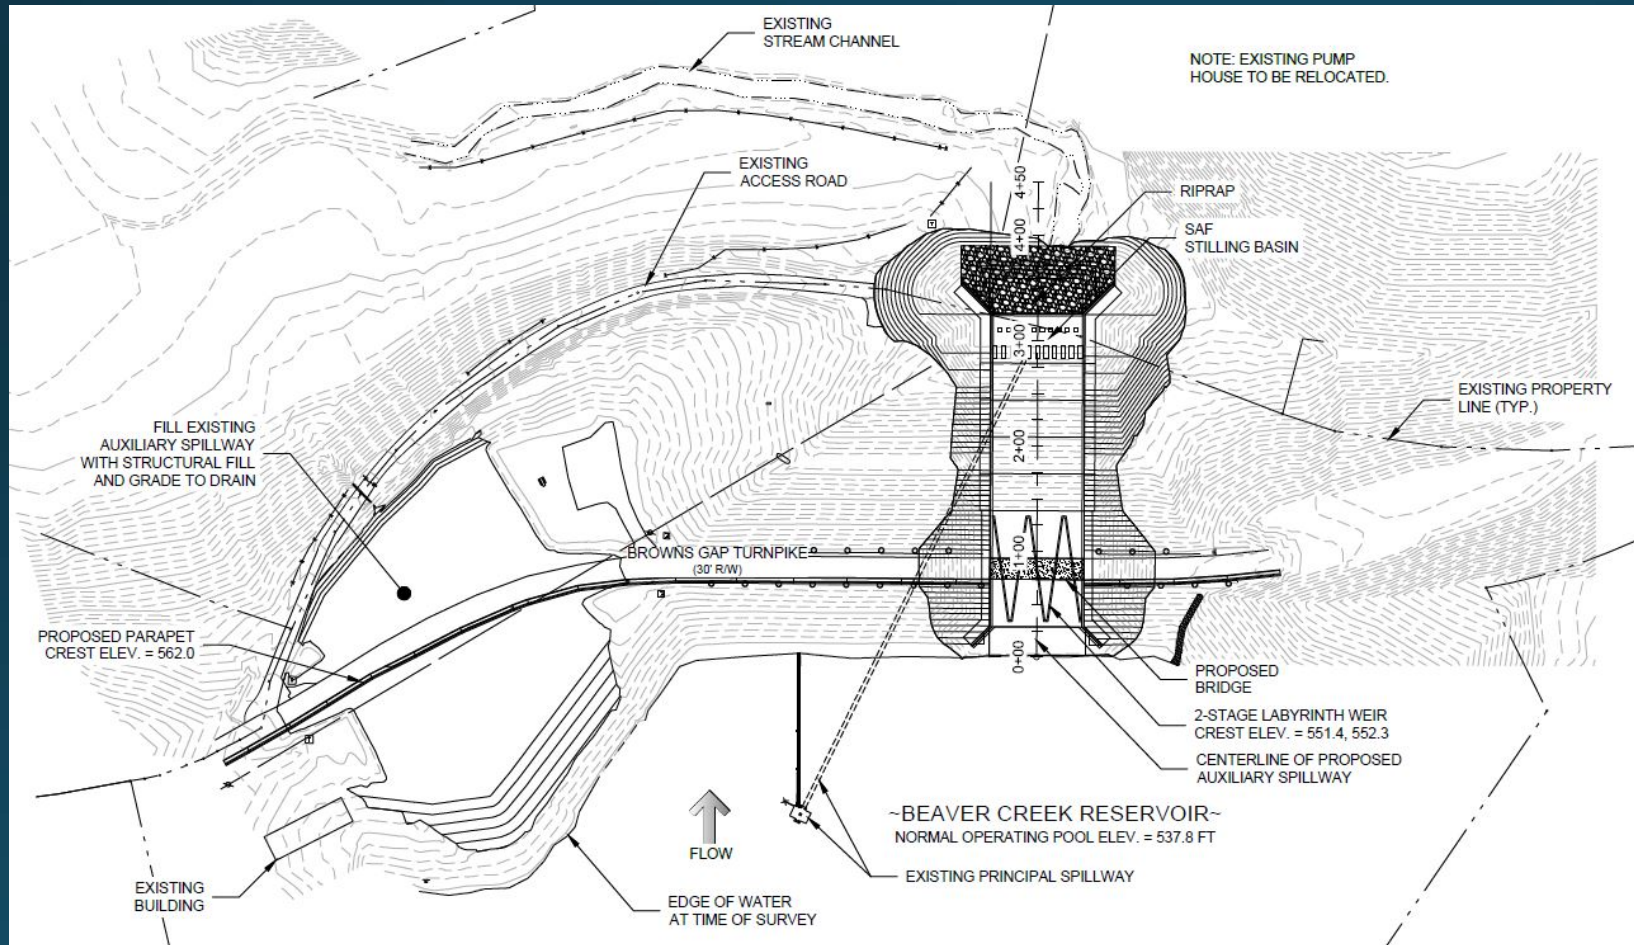 EXISTING
STREAM CHANNEL
NOTE: EXISTING PUMP
HOUSE TO BE RELOCATED.
EXISTING
ACCESS ROAD
RIPRAP
SAF
STILLING BASIN
4+50
4+00
3+00
2+00
1+00
0+00
EXISTING PROPERTY
LINE (TYP.)
FILL EXISTING
AUXILIARY SPILLWAY
WITH STRUCTURAL FILL
AND GRADE TO DRAIN
BROWNS GAP TURNPIKE
(30' R/W)
PROPOSED PARAPET
CREST ELEV. = 562.0
PROPOSED
BRIDGE
2-STAGE LABYRINTH WEIR
CREST ELEV. = 551.4, 552.3
CENTERLINE OF PROPOSED
AUXILIARY SPILLWAY
~BEAVER CREEK RESERVOIR~
NORMAL OPERATING POOL ELEV. = 537.8 FT
FLOW
EXISTING PRINCIPAL SPILLWAY
EXISTING
BUILDING
EDGE OF WATER
AT TIME OF SURVEY